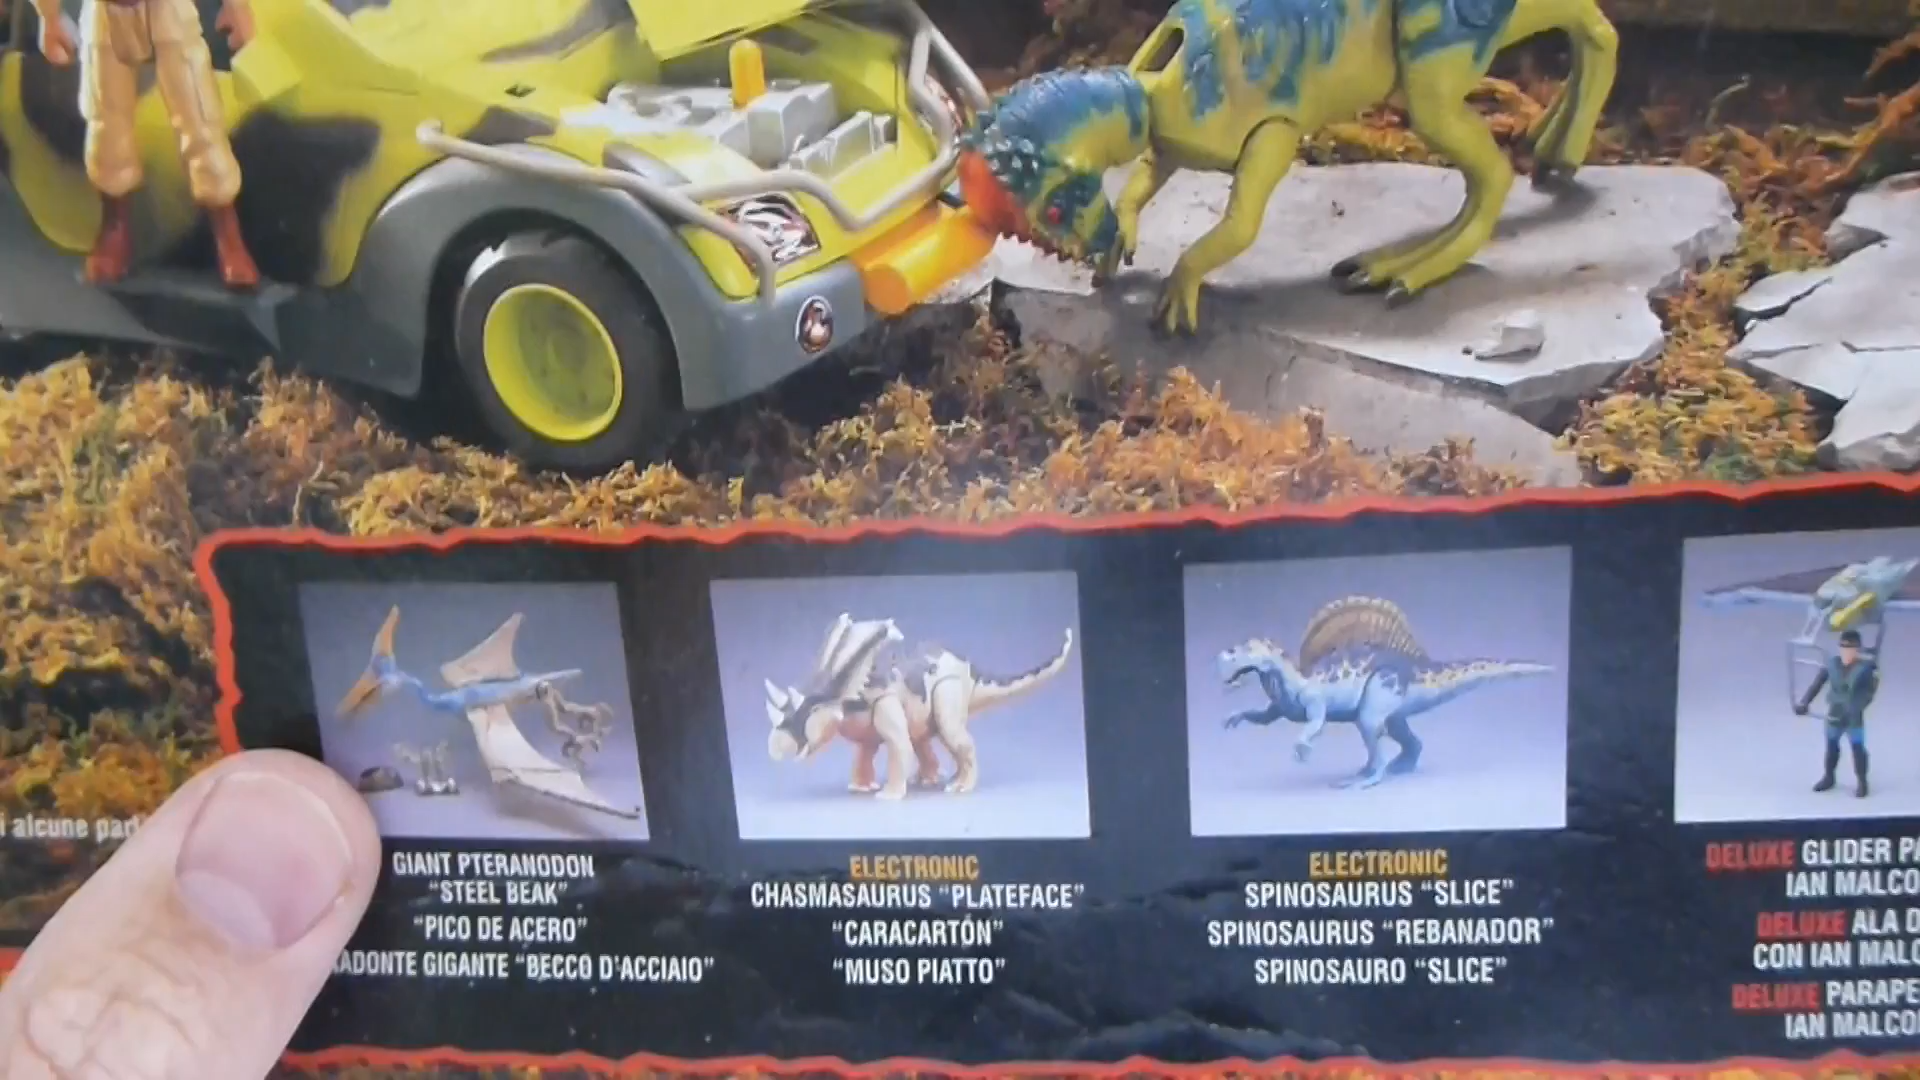 i alcune part
GIANT PTERANODON
"STEEL BEAK"
"PICO DE ACERO"
ADONTE GIGANTE "BECCO D'ACCIAIO"
ELECTRONIC
CHASMASAURUS "PLATEFACE"
"CARACARTÓN"
"MUSO PIATTO"
ELECTRONIC
SPINOSAURUS "SLICE"
SPINOSAURUS "REBANADOR"
SPINOSAURO "SLICE"
DELUXE GLIDER PA
IAN MALCO
DELUXE ALA D
CON IAN MALC
DELUXE PARAPE
IAN MALCO